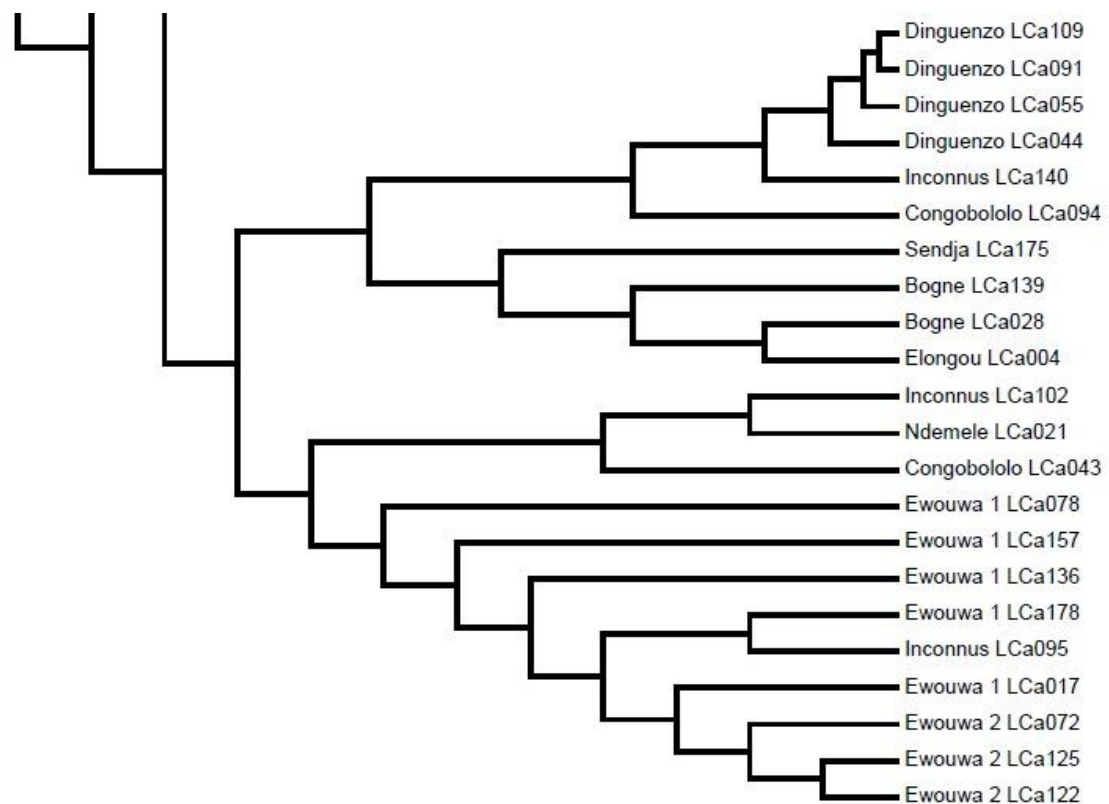 Dinguenzo LCa109
Dinguenzo LCa091
Dinguenzo LCa055
Dinguenzo LCa044
Inconnus LCa140
Congobololo LCa094
Sendja LCa175
Bogne LCa139
Bogne LCa028
Elongou LCa004
Inconnus LCa102
Ndemele LCa021
Congobololo LCa043
Ewouwa 1 LCa078
Ewouwa 1 LCa157
Ewouwa 1 LCa136
Ewouwa 1 LCa178
Inconnus LCa095
Ewouwa 1 LCa017
Ewouwa 2 LCa072
Ewouwa 2 LCa125
Ewouwa 2 LCa122